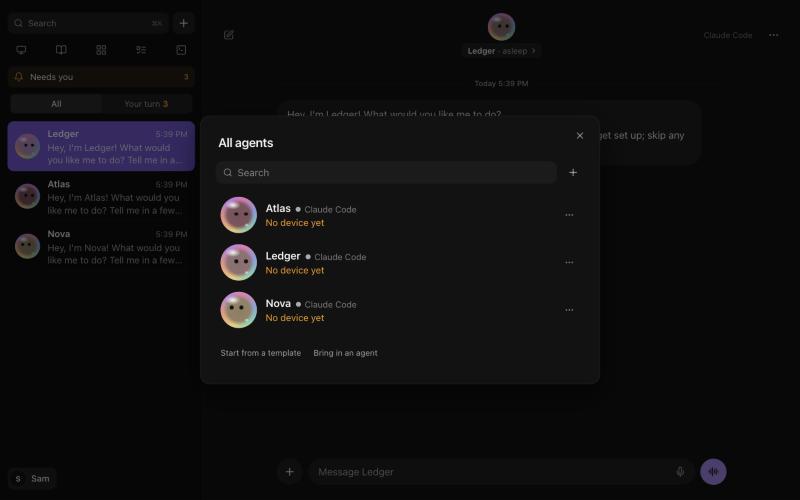 Search ⌘K
Needs you 3
All Your turn 3
Ledger 5:39 PM
Hey, I'm Ledger! What would
you like me to do? Tell me in a...
Atlas 5:39 PM
Hey, I'm Atlas! What would you
like me to do? Tell me in a few...
Nova 5:39 PM
Hey, I'm Nova! What would you
like me to do? Tell me in a few...
S Sam
Ledger · asleep ›
Claude Code
Today 5:39 PM
Hey, I'm Ledger! What would you like me to do?
get set up; skip any
All agents
Search
Atlas Claude Code
No device yet
Ledger Claude Code
No device yet
Nova Claude Code
No device yet
Start from a template Bring in an agent
Message Ledger